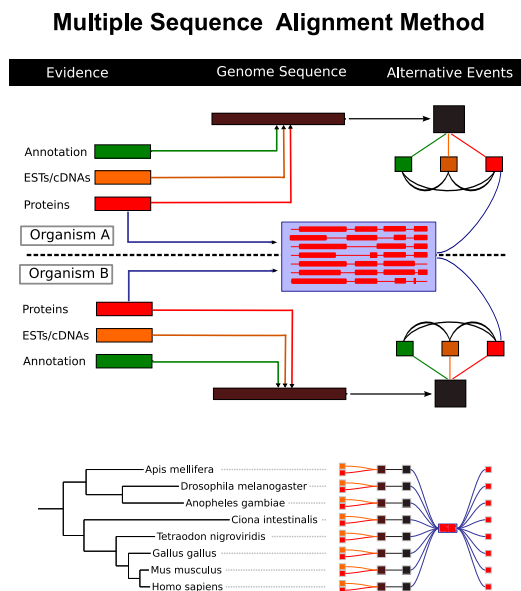 Multiple Sequence Alignment Method
Evidence Genome Sequence Alternative Events
Annotation
ESTs/cDNAs
Proteins
Organism A
Organism B
Proteins
ESTs/cDNAs
Annotation
Apis mellifera
Drosophila melanogaster
Anopheles gambiae
Ciona intestinalis
Tetraodon nigroviridis
Gallus gallus
Mus musculus
Homo sapiens